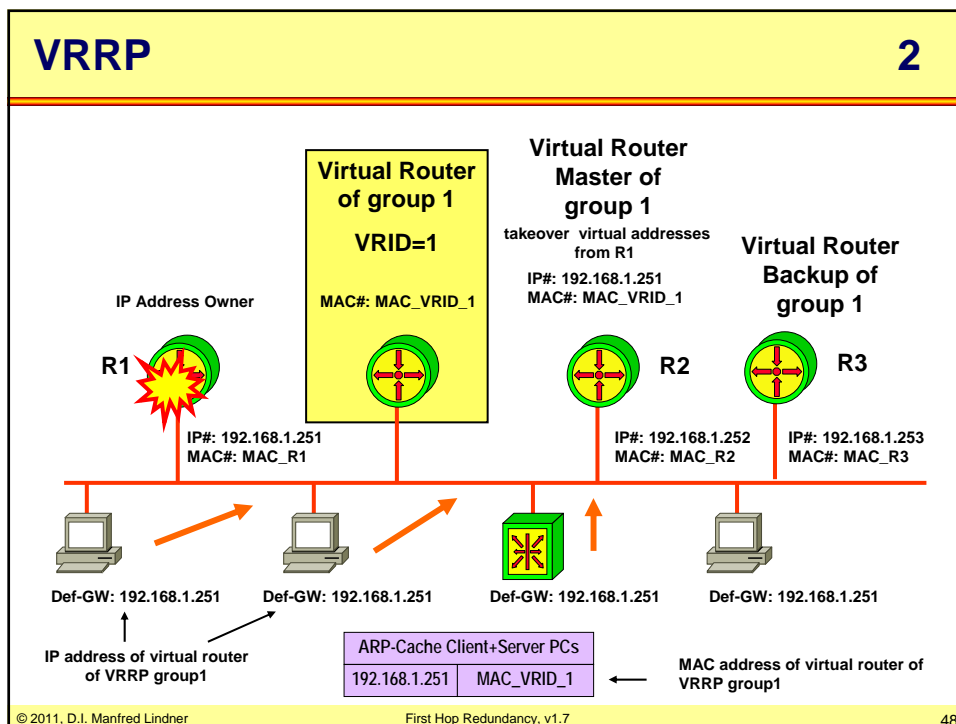 VRRP 2
Virtual Router
of group 1
VRID=1
MAC#: MAC_VRID_1
Virtual Router
Master of
group 1
takeover virtual addresses
from R1
IP#: 192.168.1.251
MAC#: MAC_VRID_1
Virtual Router
Backup of
group 1
IP Address Owner
R1
R2
R3
IP#: 192.168.1.251
MAC#: MAC_R1
IP#: 192.168.1.252
MAC#: MAC_R2
IP#: 192.168.1.253
MAC#: MAC_R3
Def-GW: 192.168.1.251
Def-GW: 192.168.1.251
Def-GW: 192.168.1.251
Def-GW: 192.168.1.251
IP address of virtual router
of VRRP group1
ARP-Cache Client+Server PCs
192.168.1.251 MAC_VRID_1
MAC address of virtual router of
VRRP group1
© 2011, D.I. Manfred Lindner First Hop Redundancy, v1.7 48